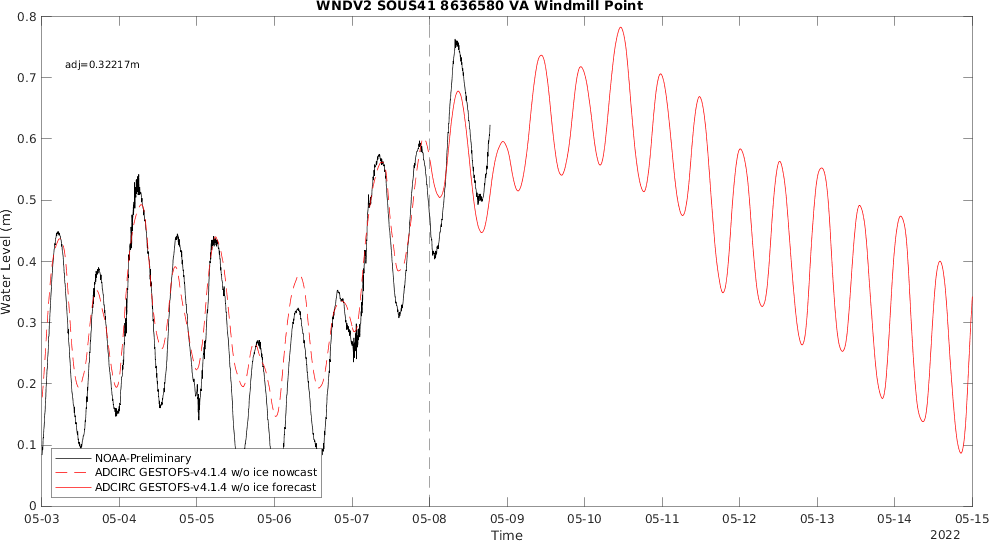 WNDV2 SOUS41 8636580 VA Windmill Point
adj=0.32217m
0.8
0.7
0.6
0.5
0.4
0.3
0.2
0.1
0
Water Level (m)
NOAA-Preliminary
ADCIRC GESTOFS-v4.1.4 w/o ice nowcast
ADCIRC GESTOFS-v4.1.4 w/o ice forecast
05-03 05-04 05-05 05-06 05-07 05-08 05-09 05-10 05-11 05-12 05-13 05-14 05-15
Time
2022